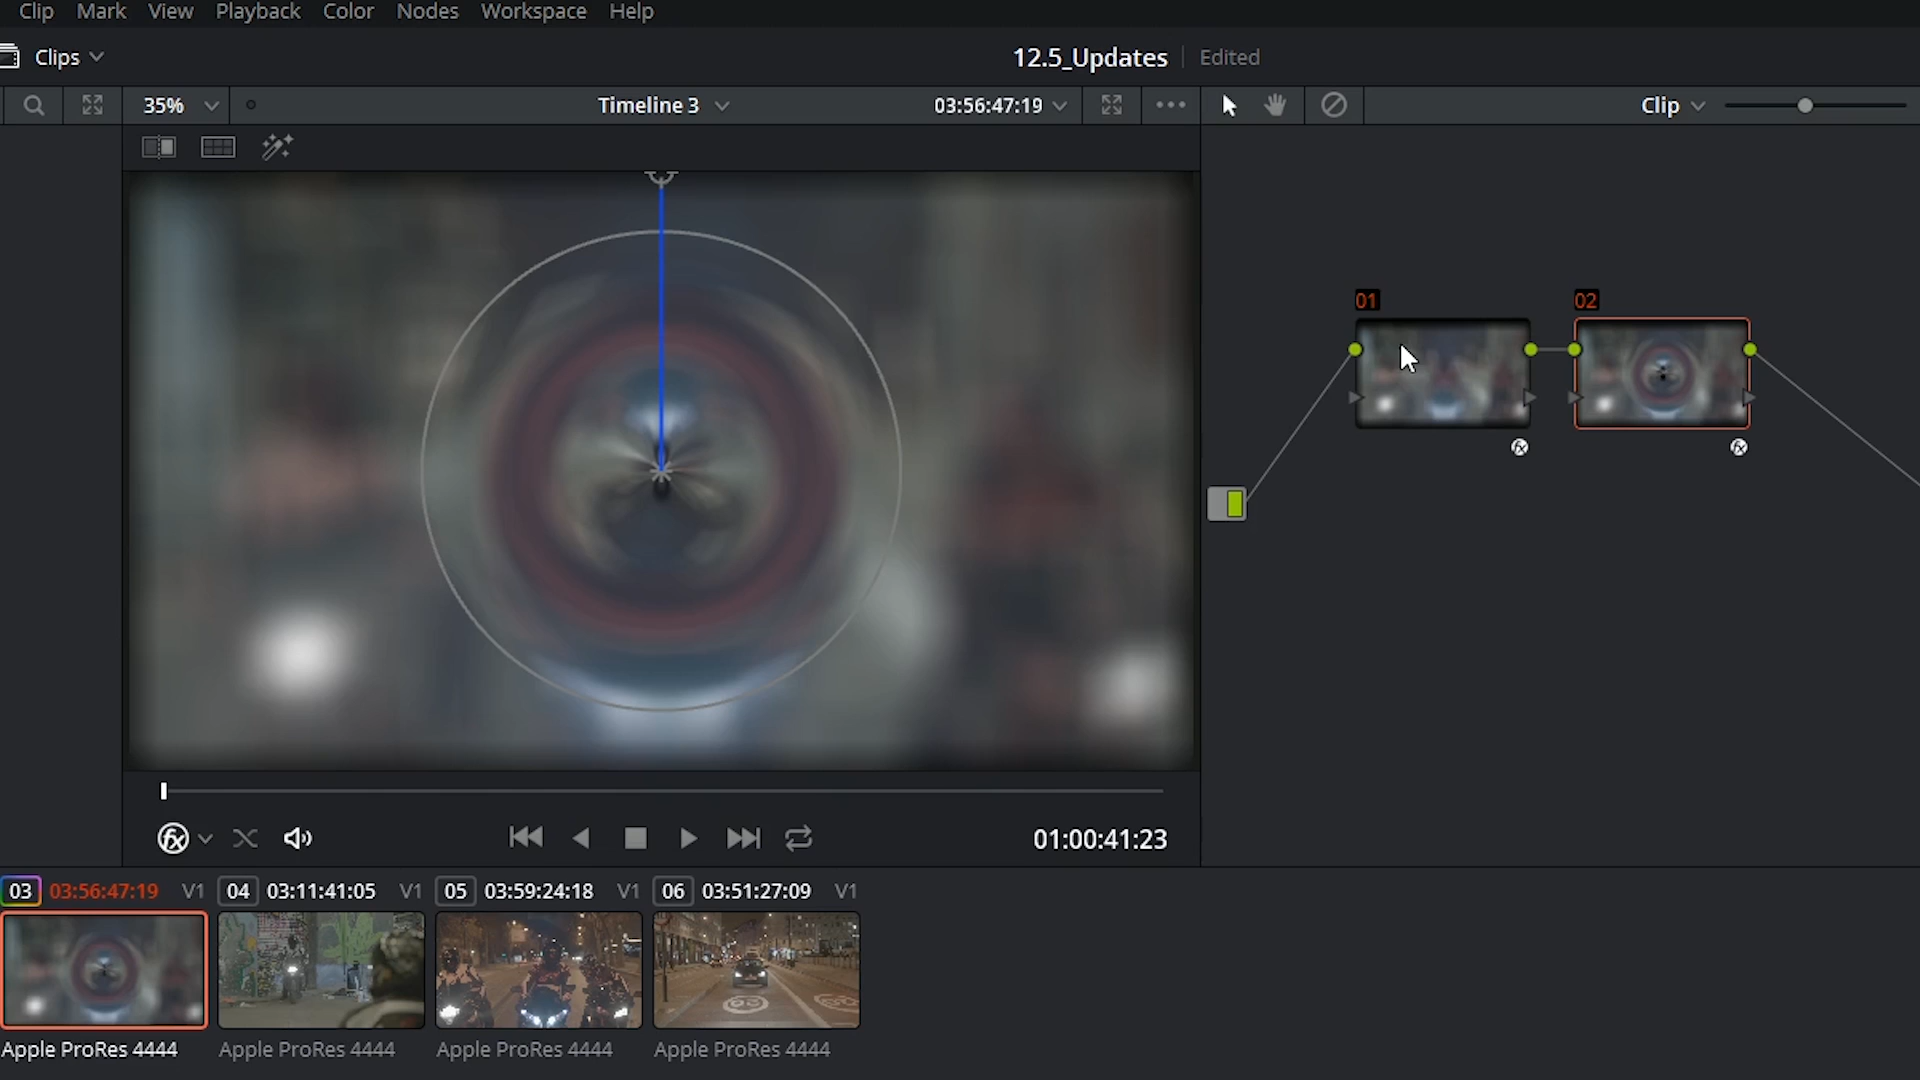 Clip Mark View Playback Color Nodes Workspace Help
Clips 12.5_Updates Edited
35% Timeline 3 03:56:47:19 Clip
01 02
fx fx
fx 01:00:41:23
03 03:56:47:19 V1 04 03:11:41:05 V1 05 03:59:24:18 V1 06 03:51:27:09 V1
Apple ProRes 4444 Apple ProRes 4444 Apple ProRes 4444 Apple ProRes 4444